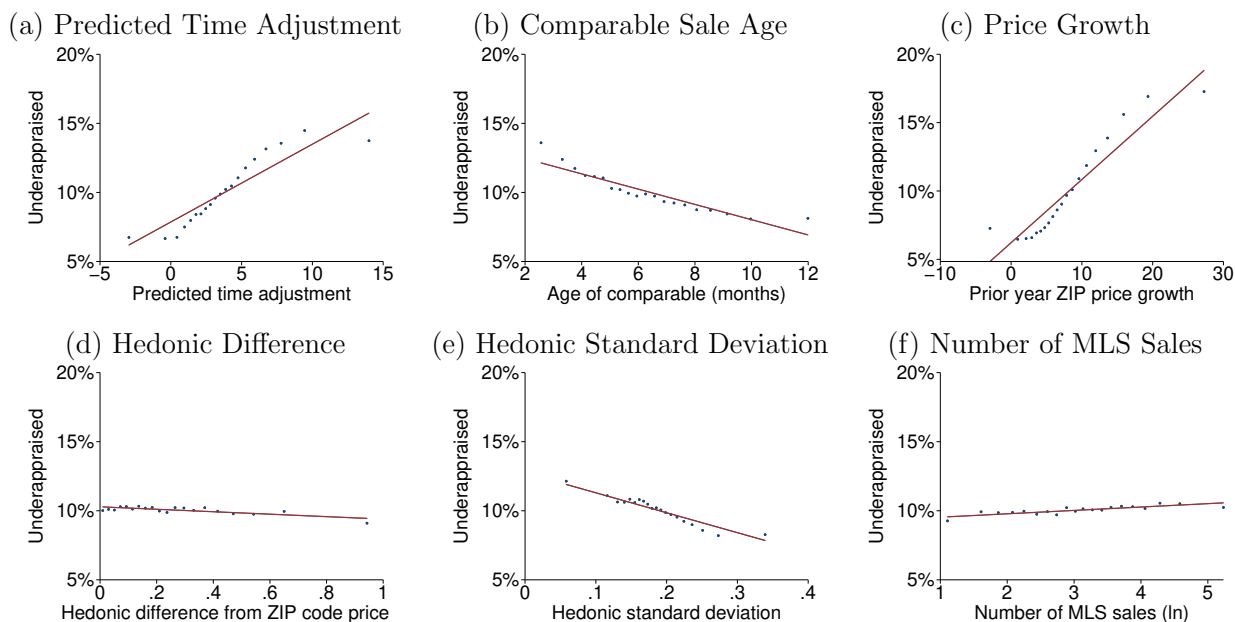 (a) Predicted Time Adjustment
Underappraised
20%
15%
10%
5%
−5 0 5 10 15
Predicted time adjustment
(b) Comparable Sale Age
Underappraised
20%
15%
10%
5%
2 4 6 8 10 12
Age of comparable (months)
(c) Price Growth
Underappraised
20%
15%
10%
5%
−10 0 10 20 30
Prior year ZIP price growth
(d) Hedonic Difference
Underappraised
20%
15%
10%
5%
0 .2 .4 .6 .8 1
Hedonic difference from ZIP code price
(e) Hedonic Standard Deviation
Underappraised
20%
15%
10%
5%
0 .1 .2 .3 .4
Hedonic standard deviation
(f) Number of MLS Sales
Underappraised
20%
15%
10%
5%
1 2 3 4 5
Number of MLS sales (ln)